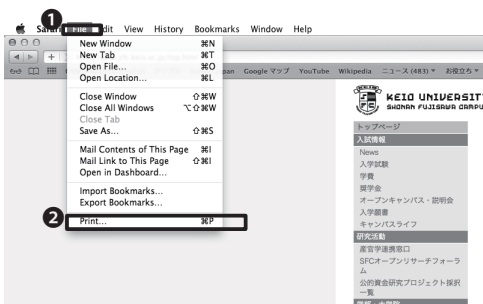 ❶
Safari File Edit View History Bookmarks Window Help
New Window ⌘N
New Tab ⌘T
Open File... ⌘O
Open Location... ⌘L
Close Window ⇧⌘W
Close All Windows ⌥⇧⌘W
Close Tab
Save As... ⇧⌘S
Mail Contents of This Page ⌘I
Mail Link to This Page ⇧⌘I
Open in Dashboard...
Import Bookmarks...
Export Bookmarks...
❷
Print... ⌘P
Google マップ YouTube Wikipedia ニュース (483) ▼ お役立ち ▼
KEIO UNIVERSIT
SHONAN FUJISAWA CAMPU
トップページ
入試情報
News
入学試験
学費
奨学金
オープンキャンパス・説明会
入学願書
キャンパスライフ
研究活動
産官学連携窓口
SFCオープンリサーチフォーラ
ム
公的資金研究プロジェクト採択
一覧